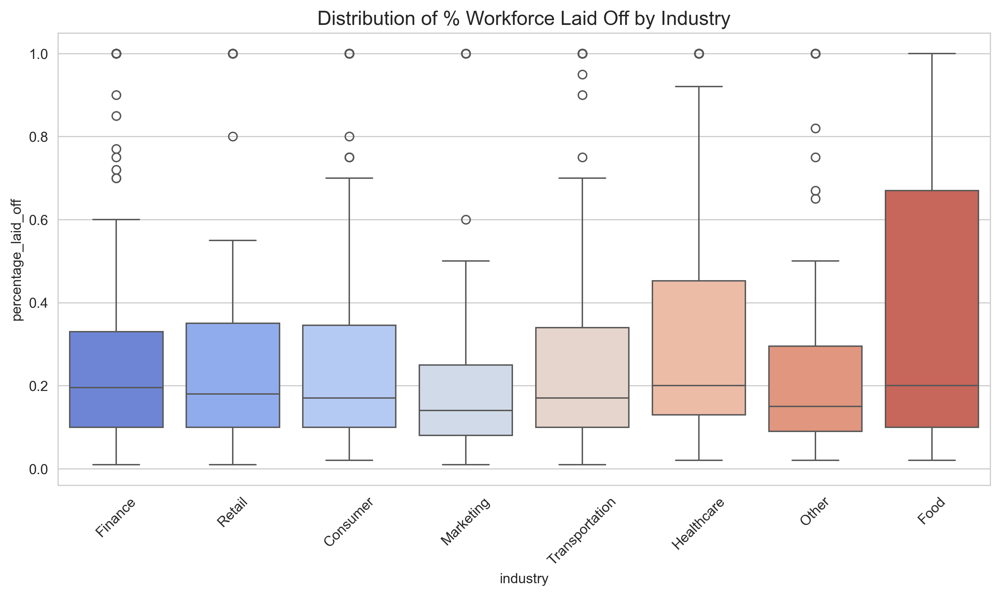 Distribution of % Workforce Laid Off by Industry
percentage_laid_off
1.0
0.8
0.6
0.4
0.2
0.0
Finance
Retail
Consumer
Marketing
Transportation
Healthcare
Other
Food
industry